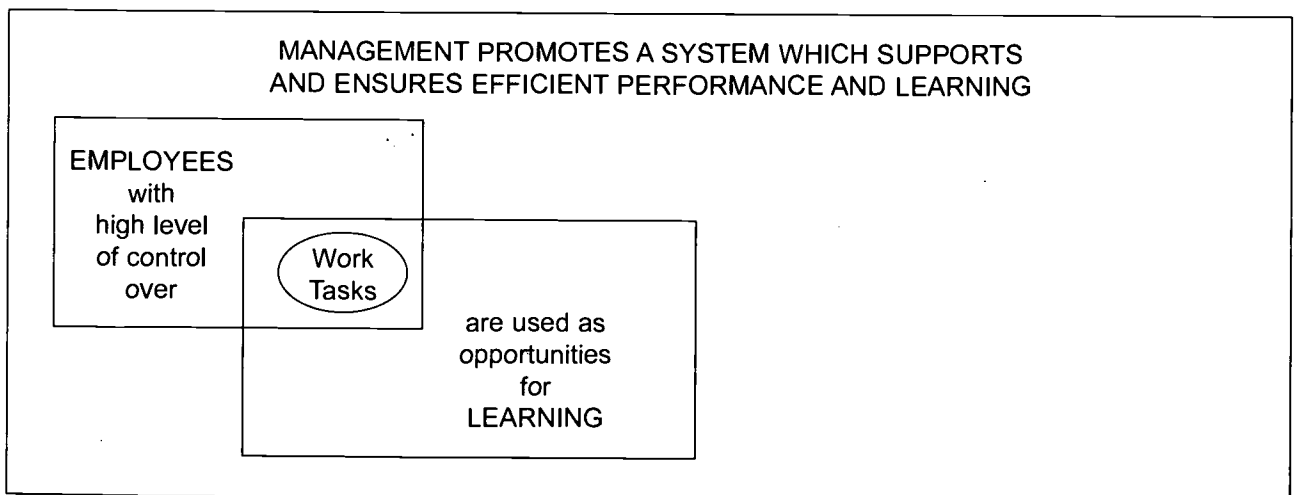 MANAGEMENT PROMOTES A SYSTEM WHICH SUPPORTS
AND ENSURES EFFICIENT PERFORMANCE AND LEARNING
EMPLOYEES
with
high level
of control
over
Work
Tasks
are used as
opportunities
for
LEARNING